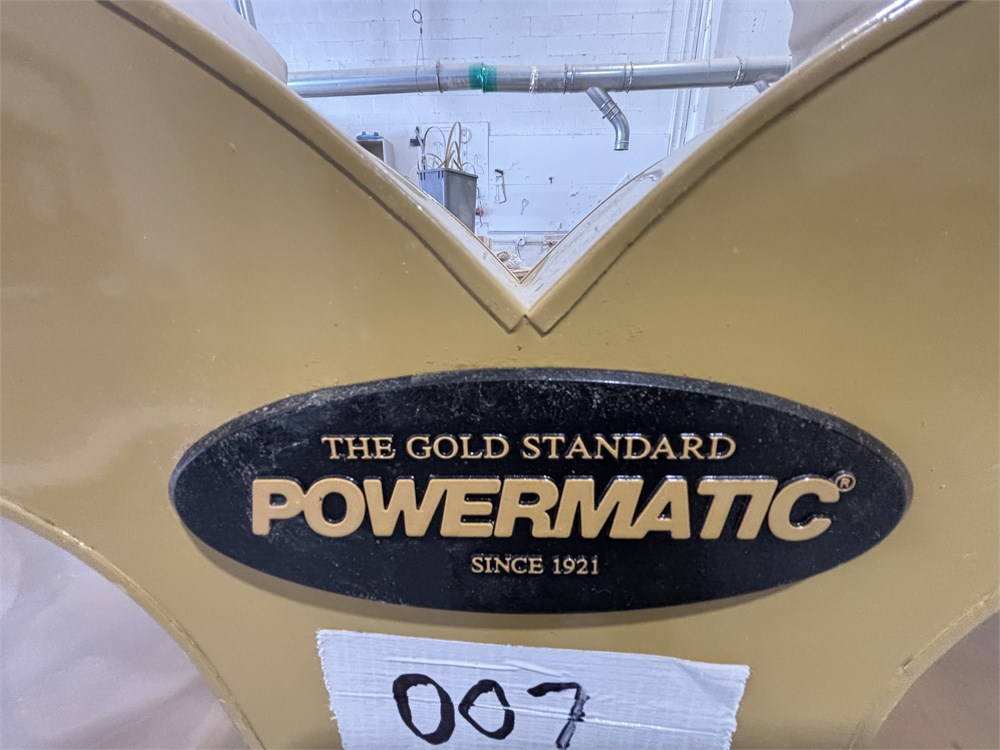 THE GOLD STANDARD
POWERMATIC®
SINCE 1921
007